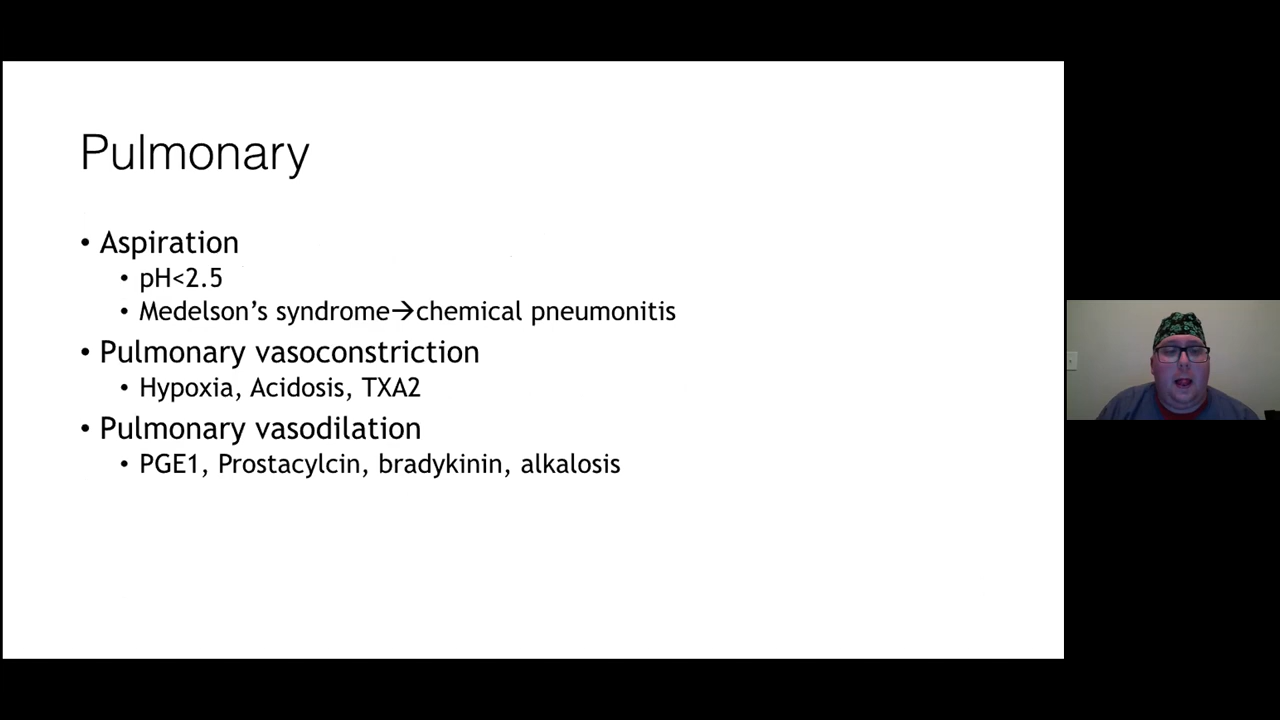 Pulmonary
• Aspiration
• pH<2.5
• Medelson’s syndrome→chemical pneumonitis
• Pulmonary vasoconstriction
• Hypoxia, Acidosis, TXA2
• Pulmonary vasodilation
• PGE1, Prostacylcin, bradykinin, alkalosis